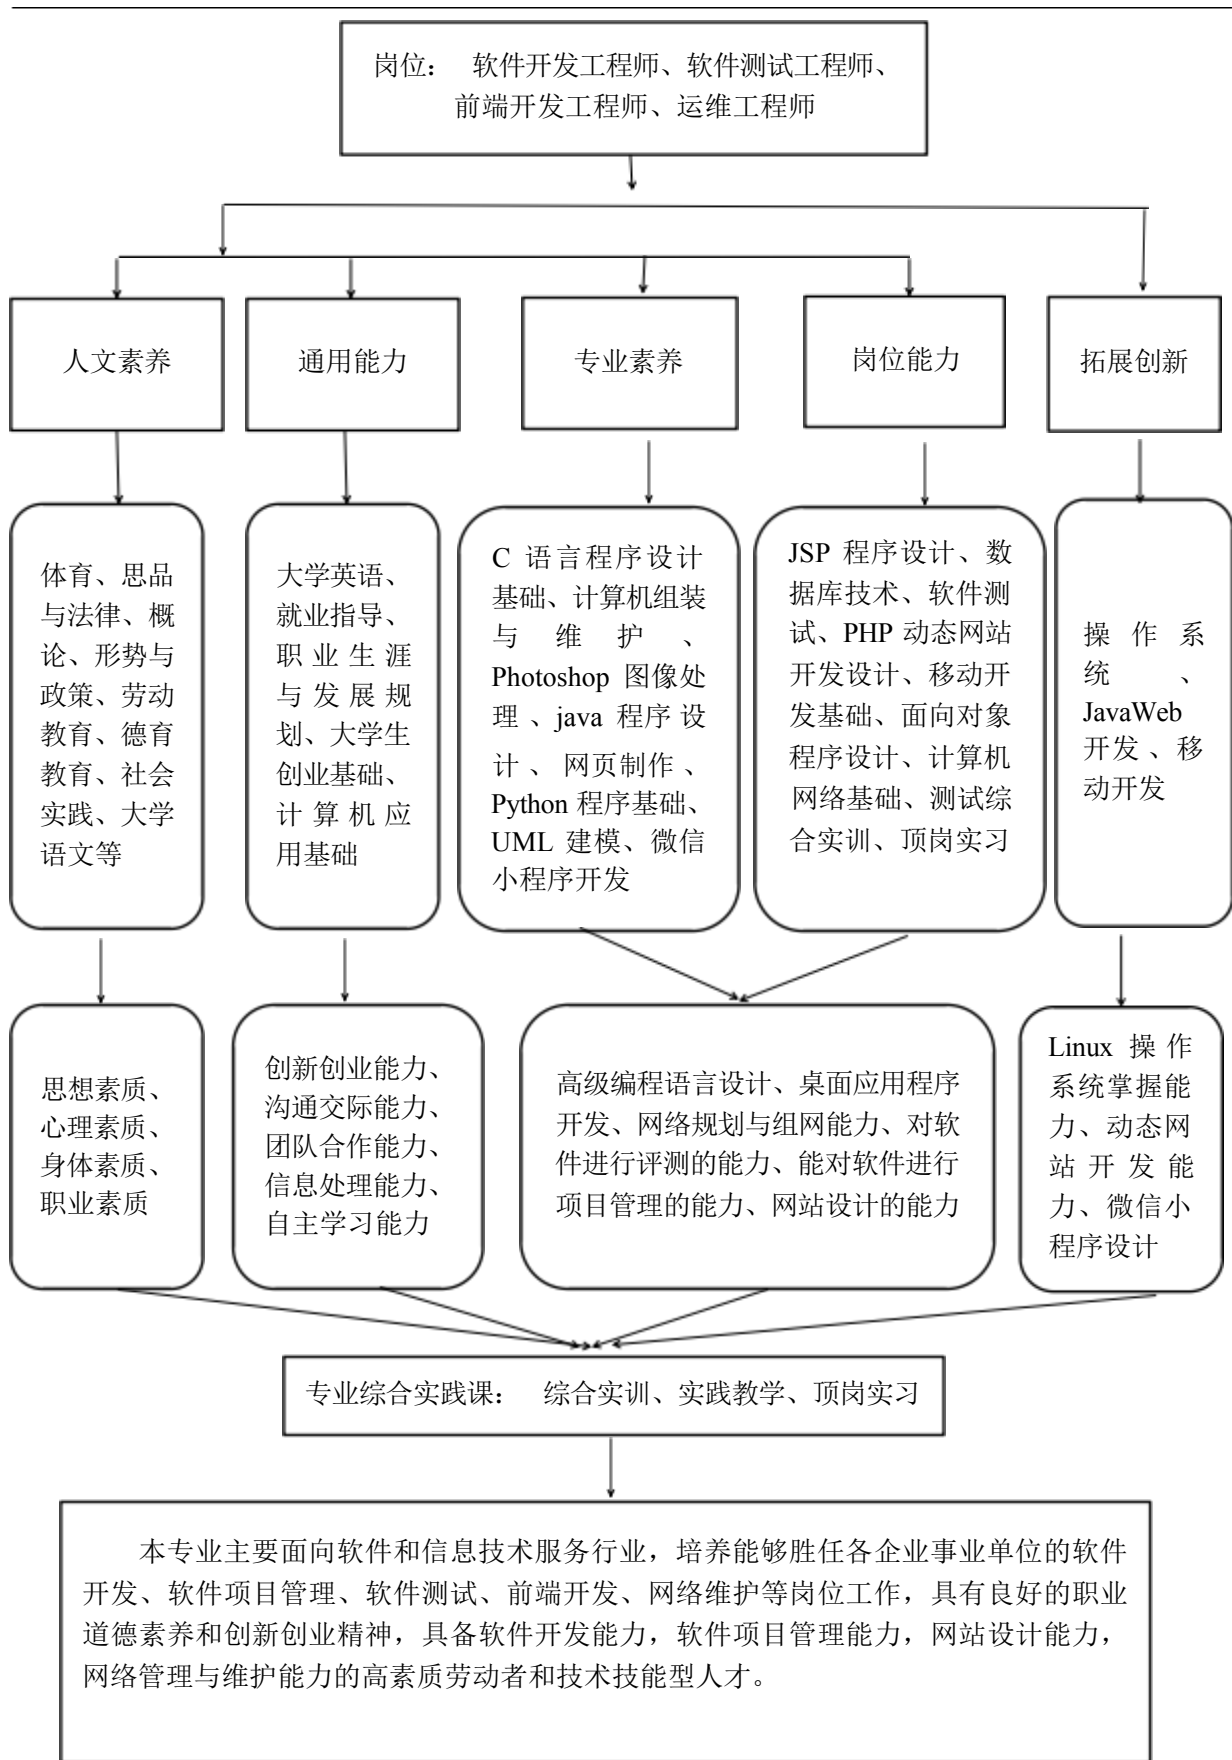 岗位： 软件开发工程师、软件测试工程师、
前端开发工程师、运维工程师
人文素养
通用能力
专业素养
岗位能力
拓展创新
体育、思品
与法律、概
论、形势与
政策、劳动
教育、德育
教育、社会
实践、大学
语文等
大学英语、
就业指导、
职业生涯
与发展规
划、大学生
创业基础、
计算机应
用基础
C 语言程序设计
基础、计算机组装
与维护、
Photoshop 图像处
理、java 程序设
计、网页制作、
Python 程序基础、
UML 建模、微信
小程序开发
JSP 程序设计、数
据库技术、软件测
试、PHP 动态网站
开发设计、移动开
发基础、面向对象
程序设计、计算机
网络基础、测试综
合实训、顶岗实习
操作系
统、
JavaWeb
开发、移
动开发
思想素质、
心理素质、
身体素质、
职业素质
创新创业能力、
沟通交际能力、
团队合作能力、
信息处理能力、
自主学习能力
高级编程语言设计、桌面应用程序
开发、网络规划与组网能力、对软
件进行评测的能力、能对软件进行
项目管理的能力、网站设计的能力
Linux 操作
系统掌握能
力、动态网
站开发能
力、微信小
程序设计
专业综合实践课： 综合实训、实践教学、顶岗实习
本专业主要面向软件和信息技术服务行业，培养能够胜任各企业事业单位的软件
开发、软件项目管理、软件测试、前端开发、网络维护等岗位工作，具有良好的职业
道德素养和创新创业精神，具备软件开发能力，软件项目管理能力，网站设计能力，
网络管理与维护能力的高素质劳动者和技术技能型人才。